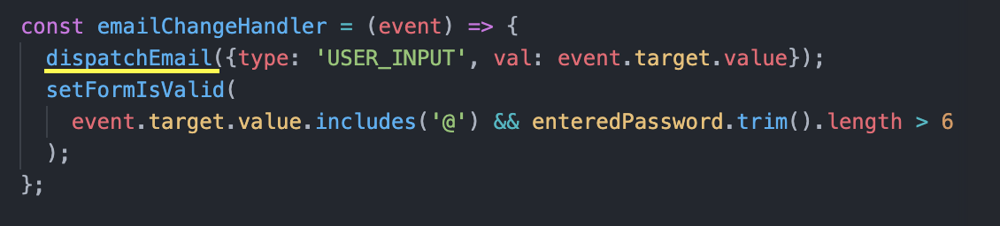 const emailChangeHandler = (event) => {
  dispatchEmail({type: 'USER_INPUT', val: event.target.value});
  setFormIsValid(
    event.target.value.includes('@') && enteredPassword.trim().length > 6
  );
};